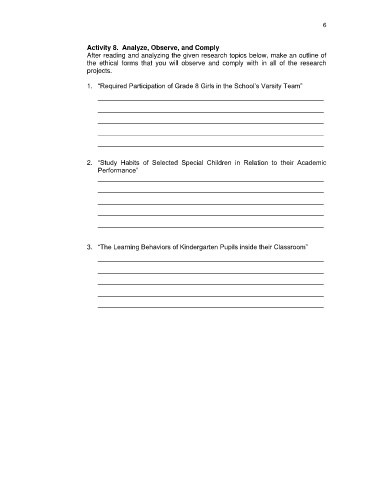 6
Activity 8. Analyze, Observe, and Comply
After reading and analyzing the given research topics below, make an outline of
the ethical forms that you will observe and comply with in all of the research
projects.
1. “Required Participation of Grade 8 Girls in the School’s Varsity Team”
2. “Study Habits of Selected Special Children in Relation to their Academic
Performance”
3. “The Learning Behaviors of Kindergarten Pupils inside their Classroom”